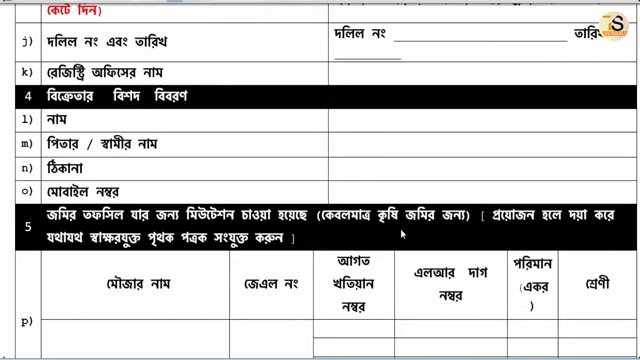 (কেটে দিন)
j) দলিল নং এবং তারিখ
দলিল নং ______________________ তারিখ
__________
k) রেজিস্ট্রি অফিসের নাম
4 বিক্রেতার বিশদ বিবরণ
l) নাম
m) পিতার / স্বামীর নাম
n) ঠিকানা
o) মোবাইল নম্বর
5 জমির তফসিল যার জন্য মিউটেশন চাওয়া হয়েছে (কেবলমাত্র কৃষি জমির জন্য) [ প্রয়োজন হলে দয়া করে
যথাযথ স্বাক্ষরযুক্ত পৃথক পত্রক সংযুক্ত করুন ]
p) মৌজার নাম
জেএল নং
আগত
খতিয়ান
নম্বর
এলআর দাগ
নম্বর
পরিমান
(একর
)
শ্রেণী